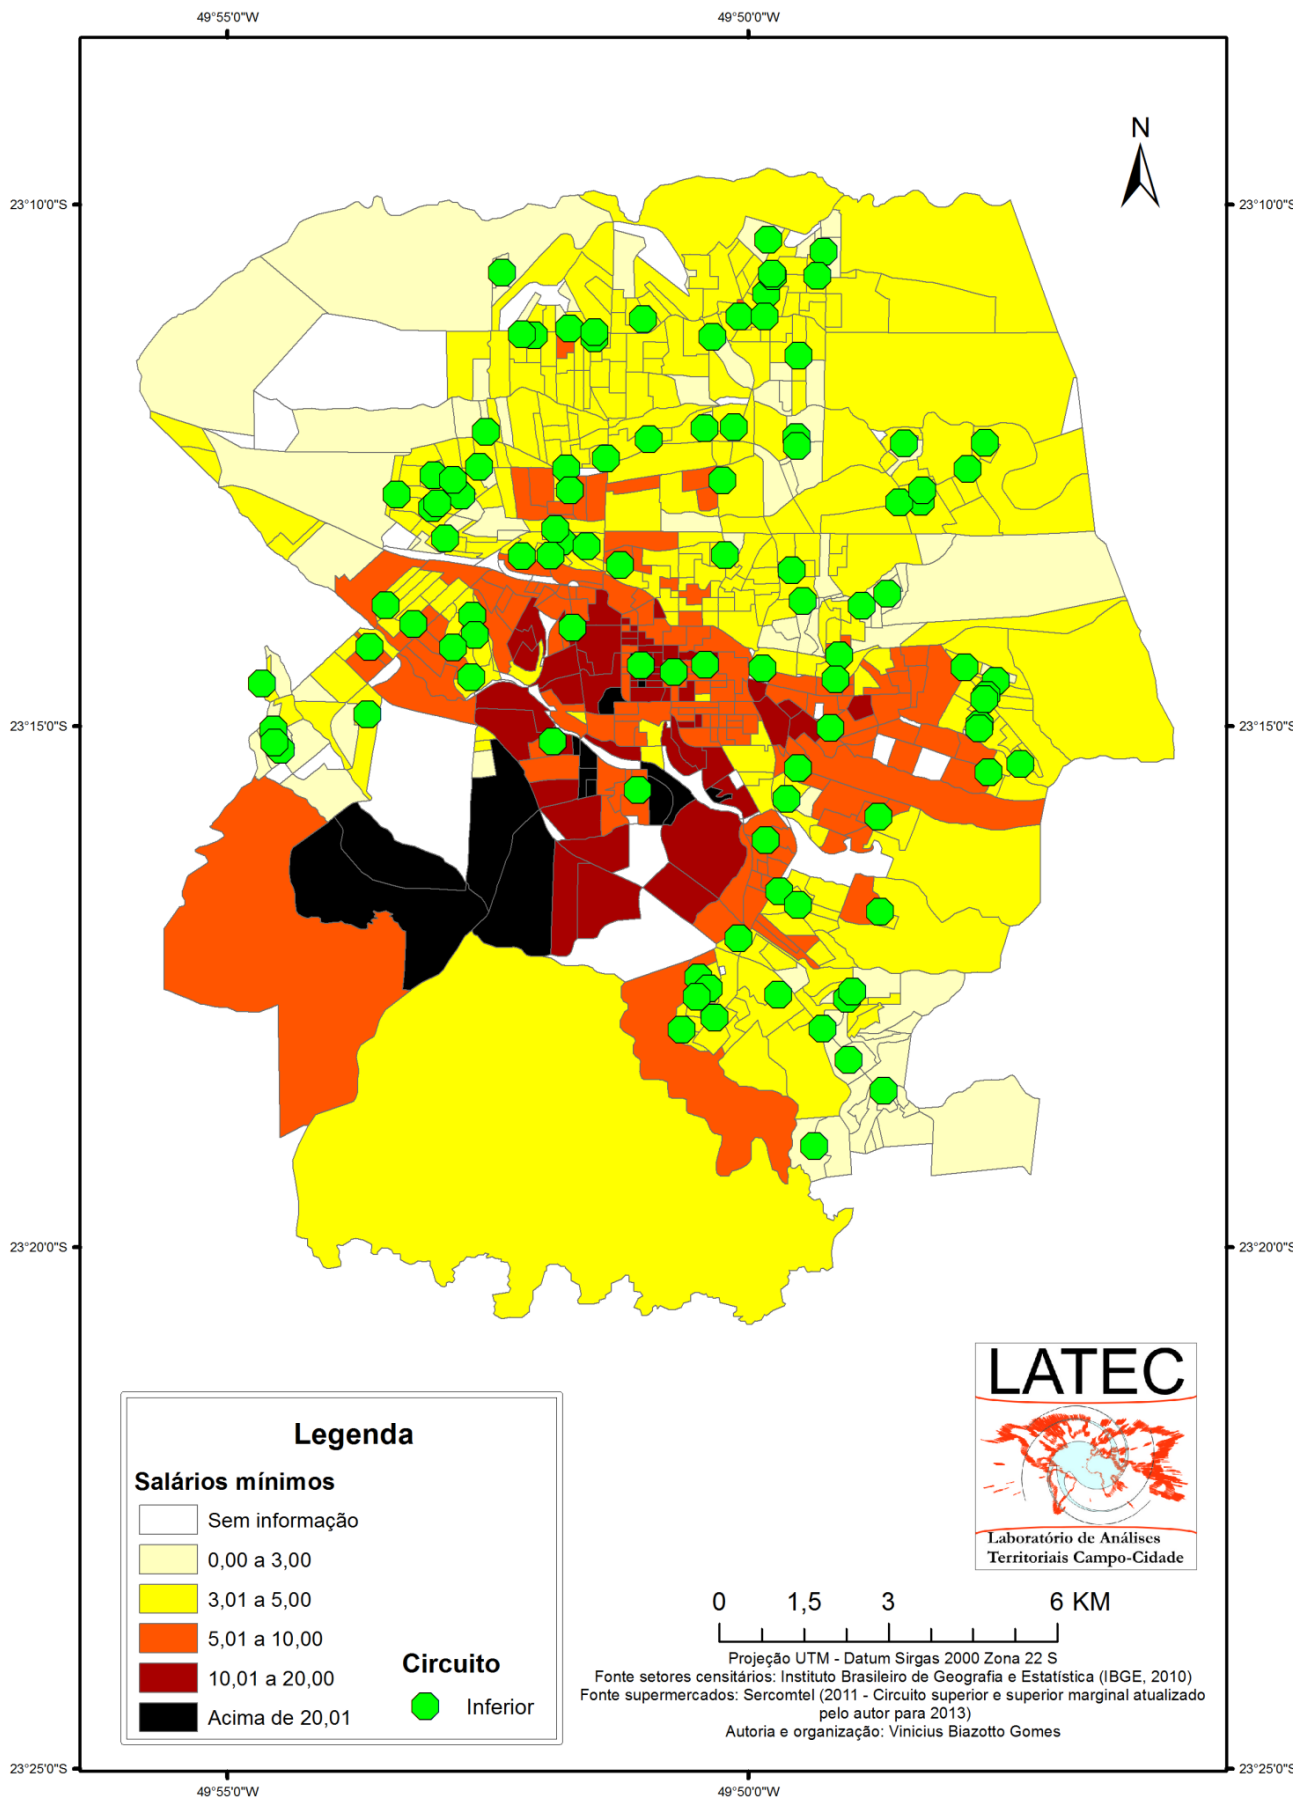 49°55'0"W
49°50'0"W
N
23°10'0"S
23°10'0"S
23°15'0"S
23°15'0"S
23°20'0"S
23°20'0"S
LATEC
Laboratório de Análises
Territoriais Campo-Cidade
Legenda
Salários mínimos
Sem informação
0,00 a 3,00
3,01 a 5,00
5,01 a 10,00
10,01 a 20,00
Acima de 20,01
Circuito
Inferior
0 1,5 3 6 KM
Projeção UTM - Datum Sirgas 2000 Zona 22 S
Fonte setores censitários: Instituto Brasileiro de Geografia e Estatística (IBGE, 2010)
Fonte supermercados: Sercomtel (2011 - Circuito superior e superior marginal atualizado
pelo autor para 2013)
Autoria e organização: Vinicius Biazotto Gomes
23°25'0"S
23°25'0"S
49°55'0"W
49°50'0"W